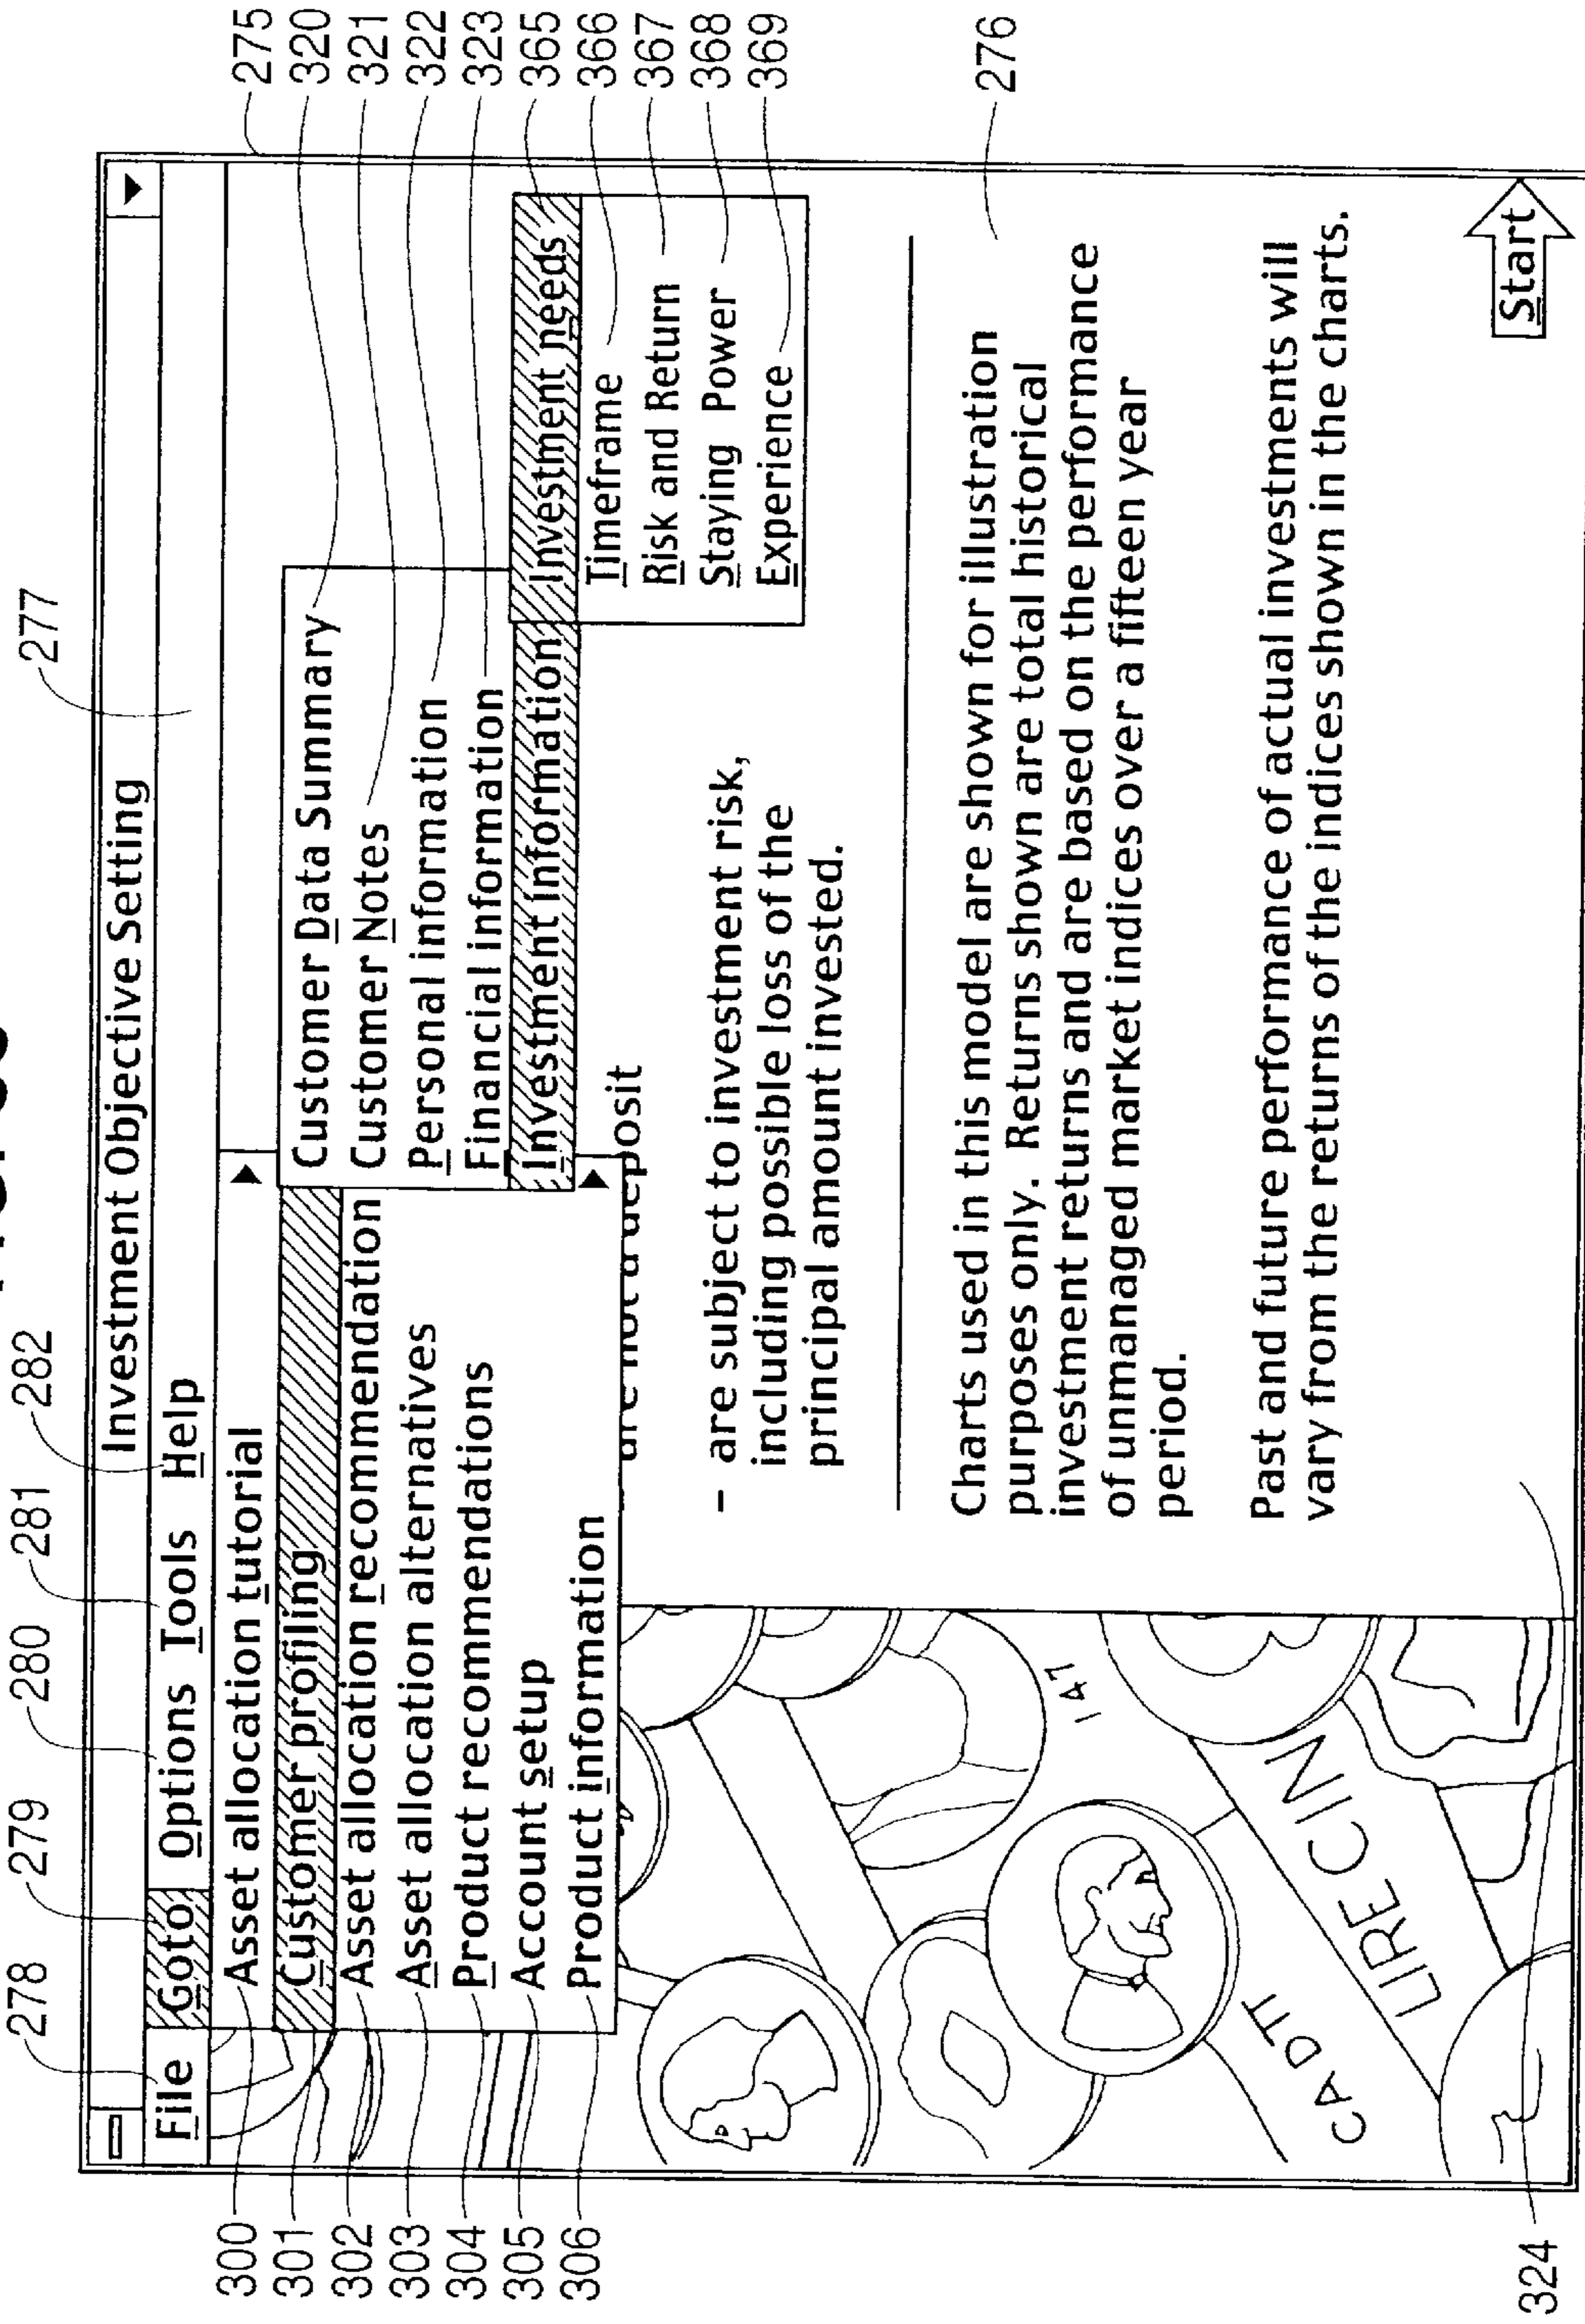 277
278 279 280 281 282
Investment Objective Setting
File Goto Options Tools Help
300 Asset allocation tutorial
301 Customer profiling
302 Asset allocation recommendation
303 Asset allocation alternatives
304 Product recommendations
305 Account setup
306 Product information
Customer Data Summary
Customer Notes
Personal information
Financial information
Investment information
Investment needs
Timeframe
Risk and Return
Staying Power
Experience
275
320
321
322
323
365
366
367
368
369
276
are not a deposit
– are subject to investment risk,
including possible loss of the
principal amount invested.
Charts used in this model are shown for illustration
purposes only. Returns shown are total historical
investment returns and are based on the performance
of unmanaged market indices over a fifteen year
period.
Past and future performance of actual investments will
vary from the returns of the indices shown in the charts.
Start
CADTI
LIRE CIN
324